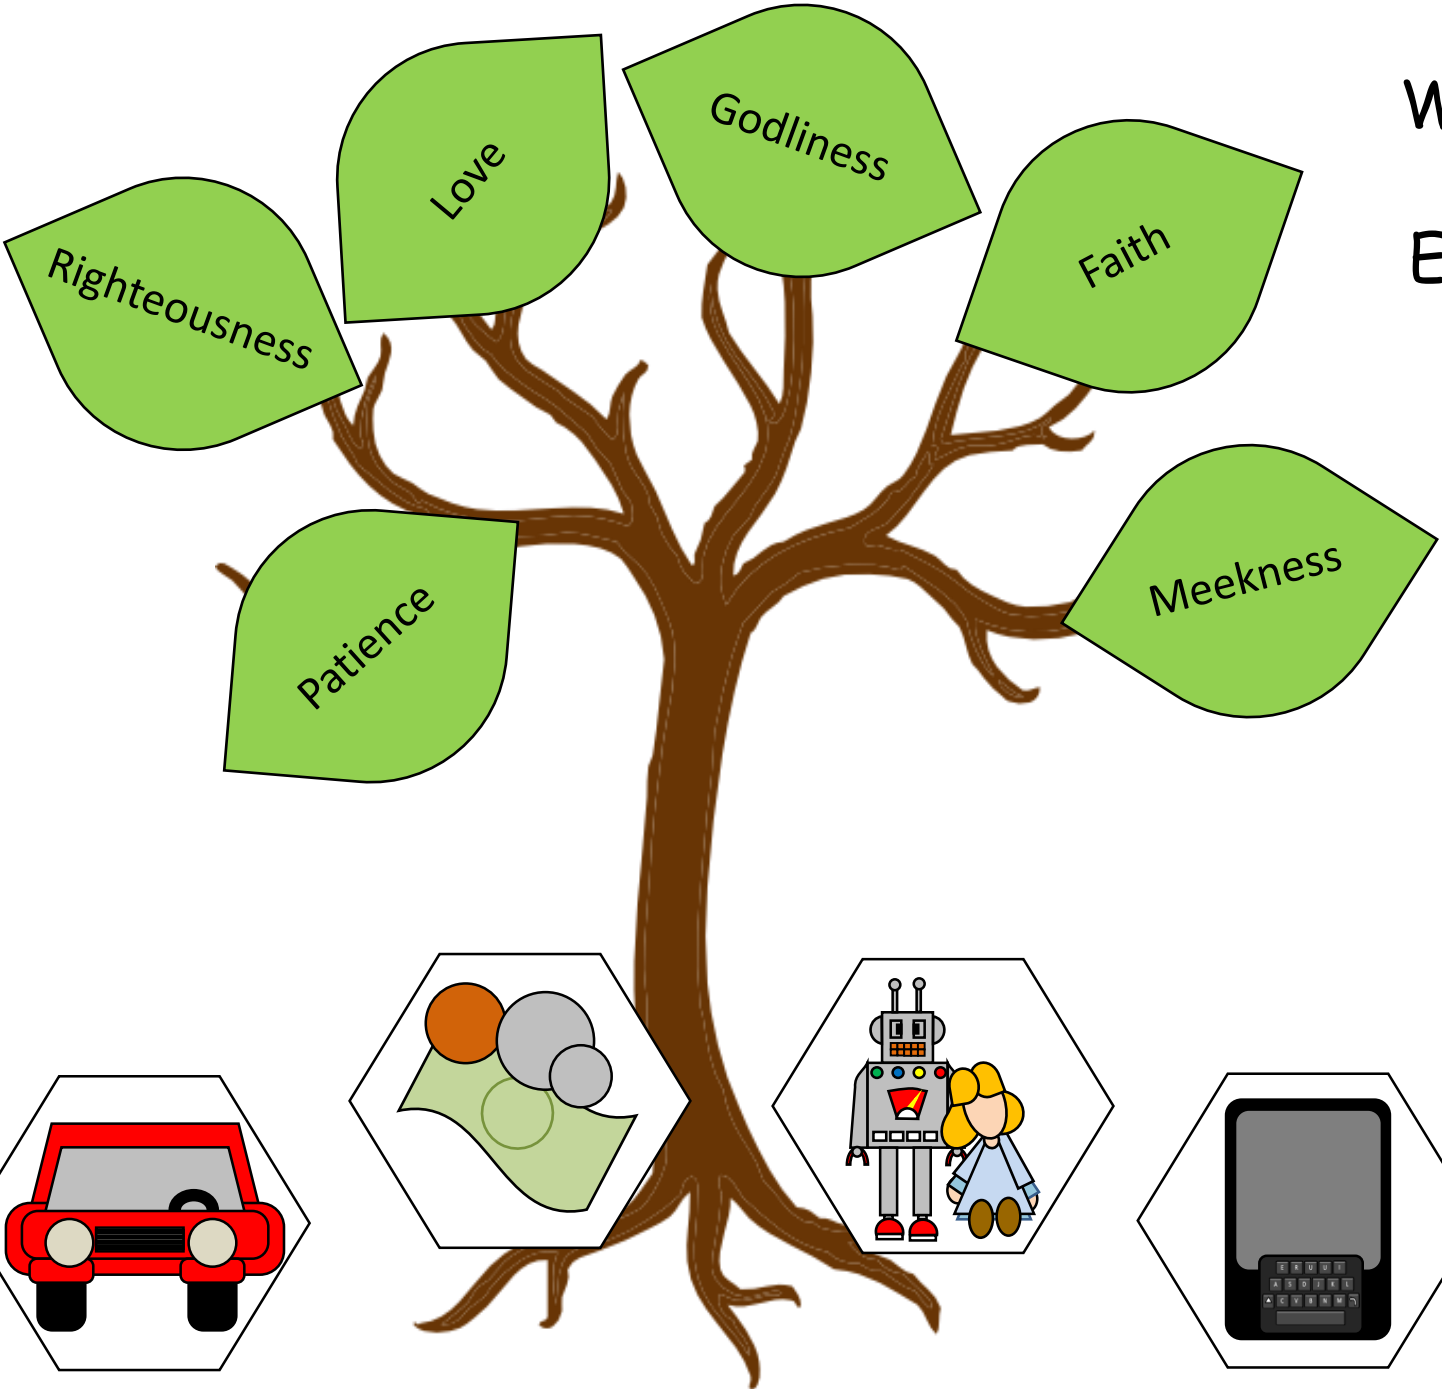 Godliness
Love
Faith
Righteousness
Meekness
Patience
W
E
E R U U I
A S D J K L
C V B N M